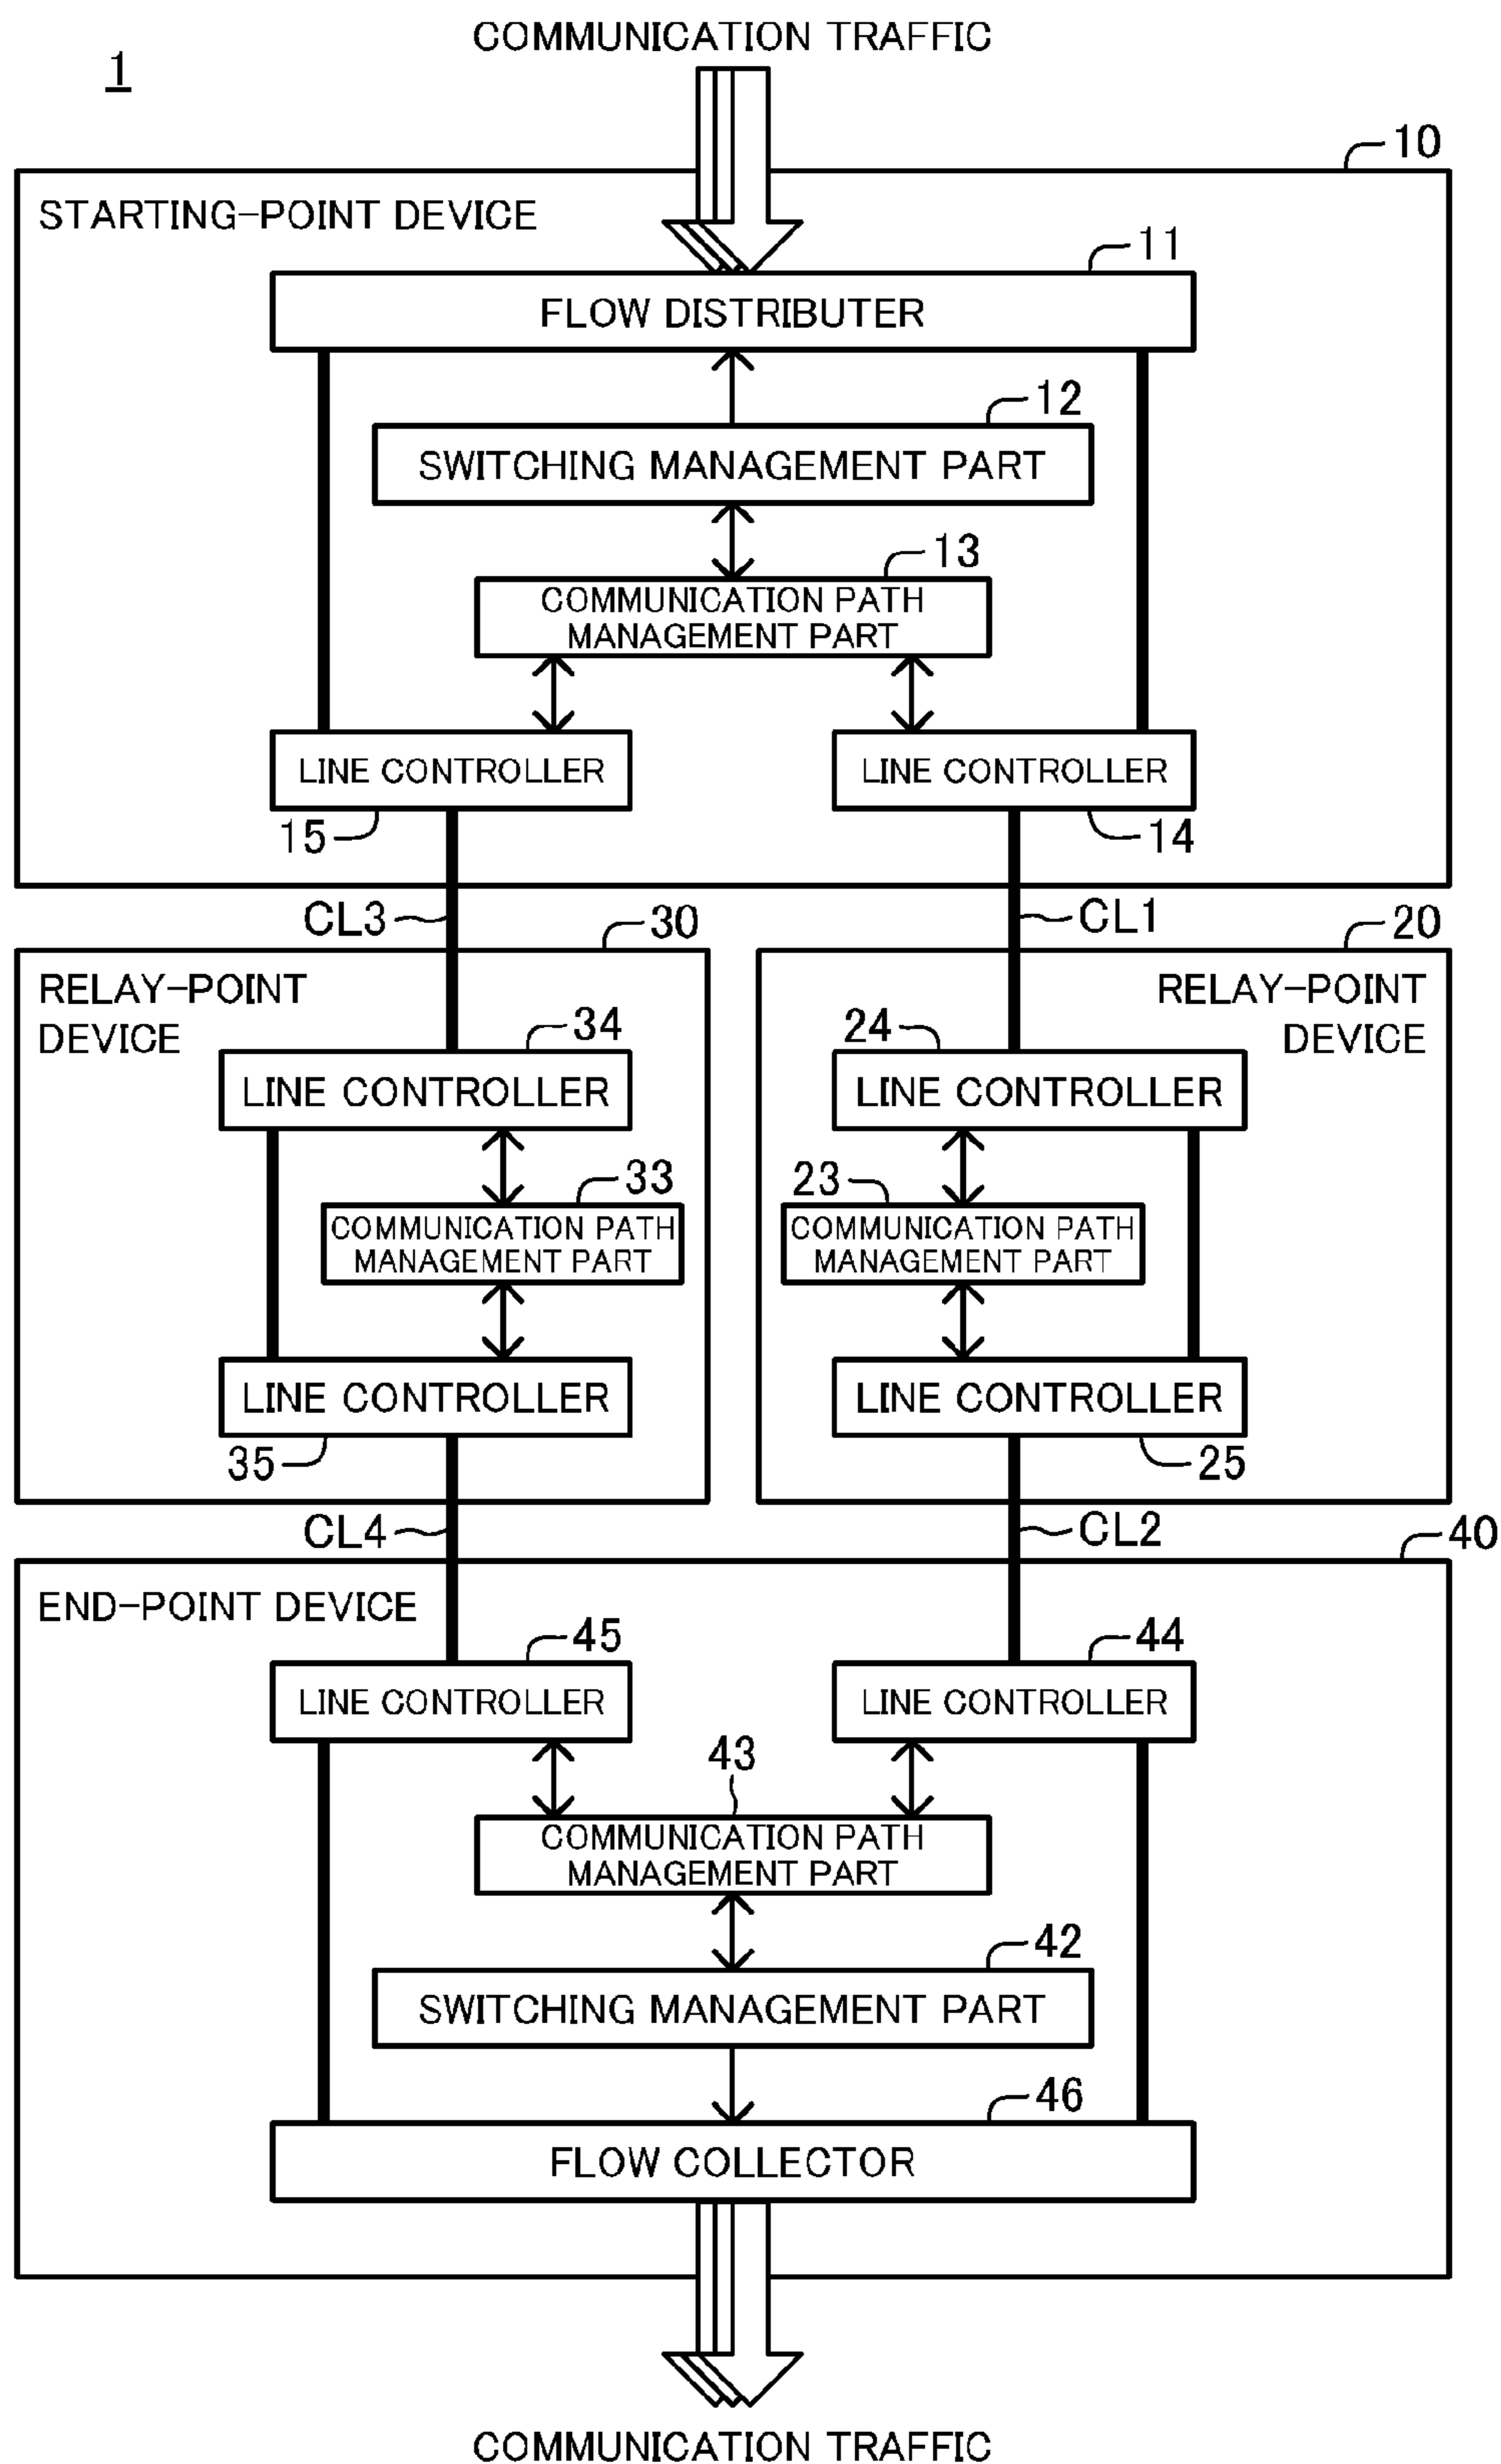 COMMUNICATION TRAFFIC
1
10
STARTING-POINT DEVICE
11
FLOW DISTRIBUTER
12
SWITCHING MANAGEMENT PART
13
COMMUNICATION PATH
MANAGEMENT PART
LINE CONTROLLER
LINE CONTROLLER
15
14
CL3
CL1
30
20
RELAY-POINT
DEVICE
RELAY-POINT
DEVICE
34
24
LINE CONTROLLER
LINE CONTROLLER
33
23
COMMUNICATION PATH
MANAGEMENT PART
COMMUNICATION PATH
MANAGEMENT PART
LINE CONTROLLER
LINE CONTROLLER
35
25
CL4
CL2
40
END-POINT DEVICE
45
44
LINE CONTROLLER
LINE CONTROLLER
43
COMMUNICATION PATH
MANAGEMENT PART
42
SWITCHING MANAGEMENT PART
46
FLOW COLLECTOR
COMMUNICATION TRAFFIC